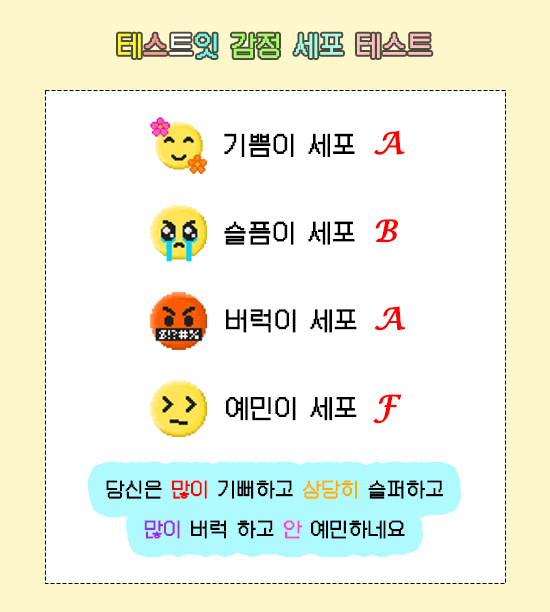 테스트잇 감정 세포 테스트
기쁨이 세포 A
슬픔이 세포 B
버럭이 세포 A
$!?#%
예민이 세포 F
당신은 많이 기뻐하고 상당히 슬퍼하고
많이 버럭 하고 안 예민하네요